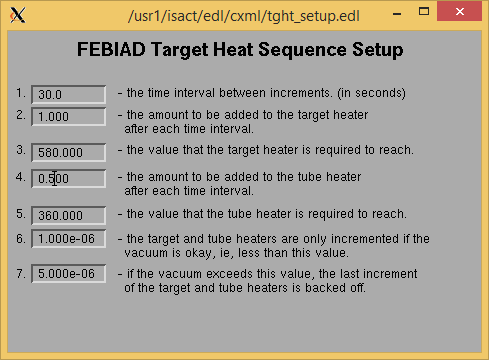 /usr1/isact/edl/cxml/tght_setup.edl
FEBIAD Target Heat Sequence Setup
1. 30.0 - the time interval between increments. (in seconds)
2. 1.000 - the amount to be added to the target heater
after each time interval.
3. 580.000 - the value that the target heater is required to reach.
4. 0.500 - the amount to be added to the tube heater
after each time interval.
5. 360.000 - the value that the tube heater is required to reach.
6. 1.000e-06 - the target and tube heaters are only incremented if the
vacuum is okay, ie, less than this value.
7. 5.000e-06 - if the vacuum exceeds this value, the last increment
of the target and tube heaters is backed off.